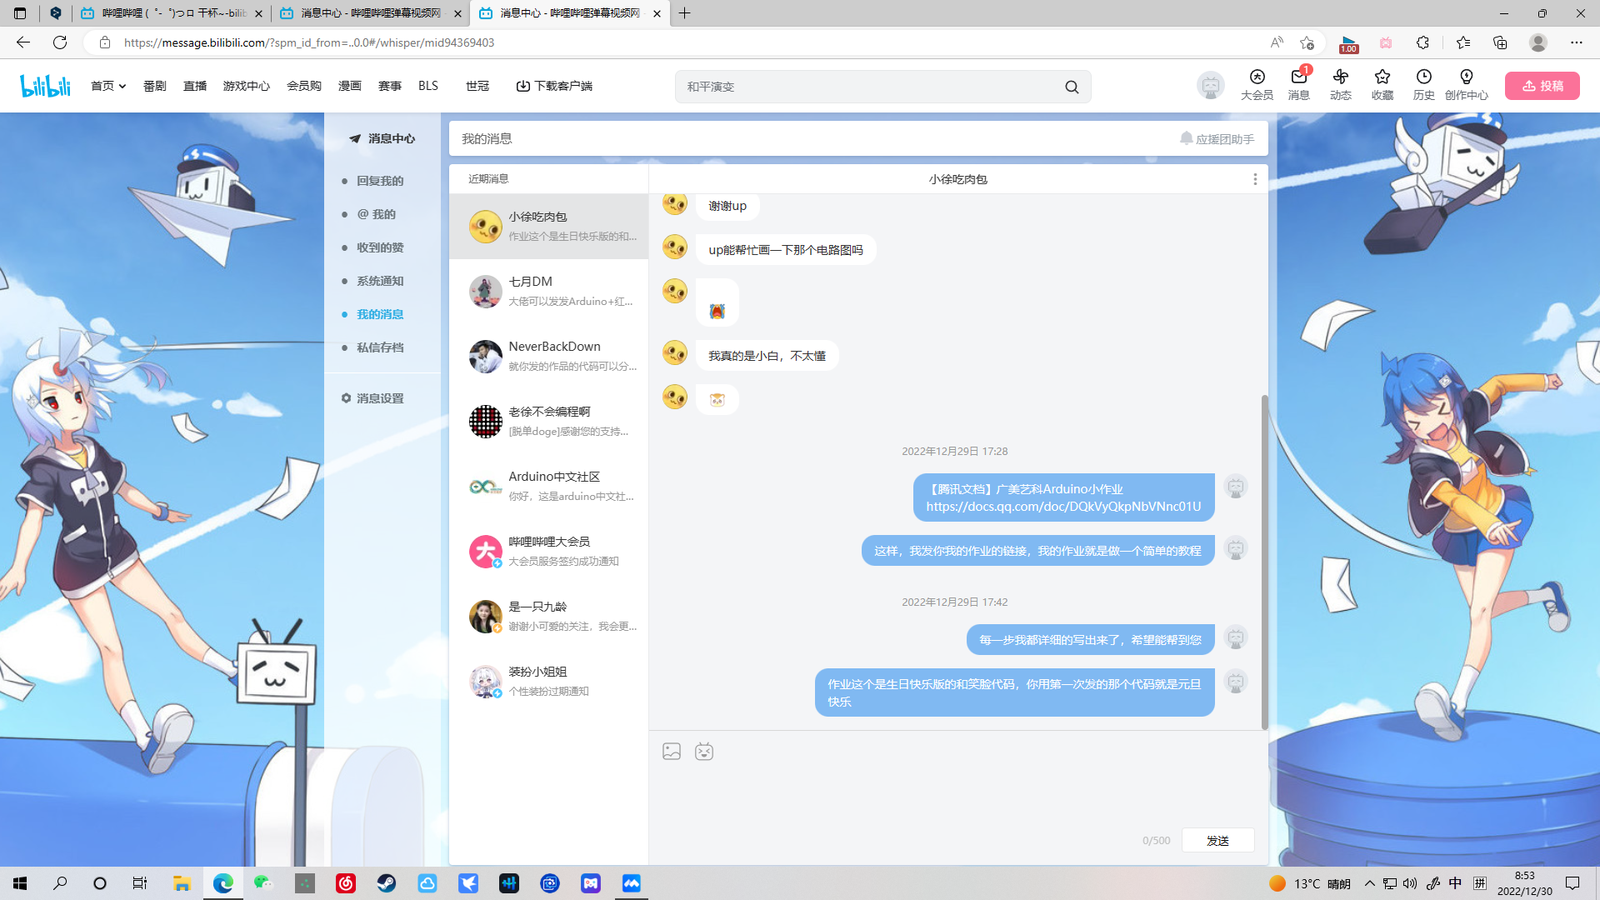 哔哩哔哩 (゜-゜)つロ 干杯~-bilib
消息中心 - 哔哩哔哩弹幕视频网
消息中心 - 哔哩哔哩弹幕视频网
https://message.bilibili.com/?spm_id_from=..0.0#/whisper/mid94369403
1.00
bilibili
首页
番剧
直播
游戏中心
会员购
漫画
赛事
BLS
世冠
下载客户端
和平演变
大会员
1
消息
动态
收藏
历史
创作中心
投稿
消息中心
回复我的
@ 我的
收到的赞
系统通知
我的消息
私信存档
消息设置
我的消息
应援团助手
近期消息
小徐吃肉包
小徐吃肉包
作业这个是生日快乐版的和...
七月DM
大佬可以发发Arduino+红...
NeverBackDown
就你发的作品的代码可以分...
老徐不会编程啊
[脱单doge]感谢您的支持...
Arduino中文社区
你好，这是arduino中文社...
哔哩哔哩大会员
大会员服务签约成功通知
是一只九龄
谢谢小可爱的关注，我会更...
装扮小姐姐
个性装扮过期通知
谢谢up
up能帮忙画一下那个电路图吗
我真的是小白，不太懂
2022年12月29日 17:28
【腾讯文档】广美艺科Arduino小作业
https://docs.qq.com/doc/DQkVyQkpNbVNnc01U
这样，我发你我的作业的链接，我的作业就是做一个简单的教程
2022年12月29日 17:42
每一步我都详细的写出来了，希望能帮到您
作业这个是生日快乐版的和笑脸代码，你用第一次发的那个代码就是元旦
快乐
0/500
发送
13°C 晴朗
中
拼
8:53
2022/12/30